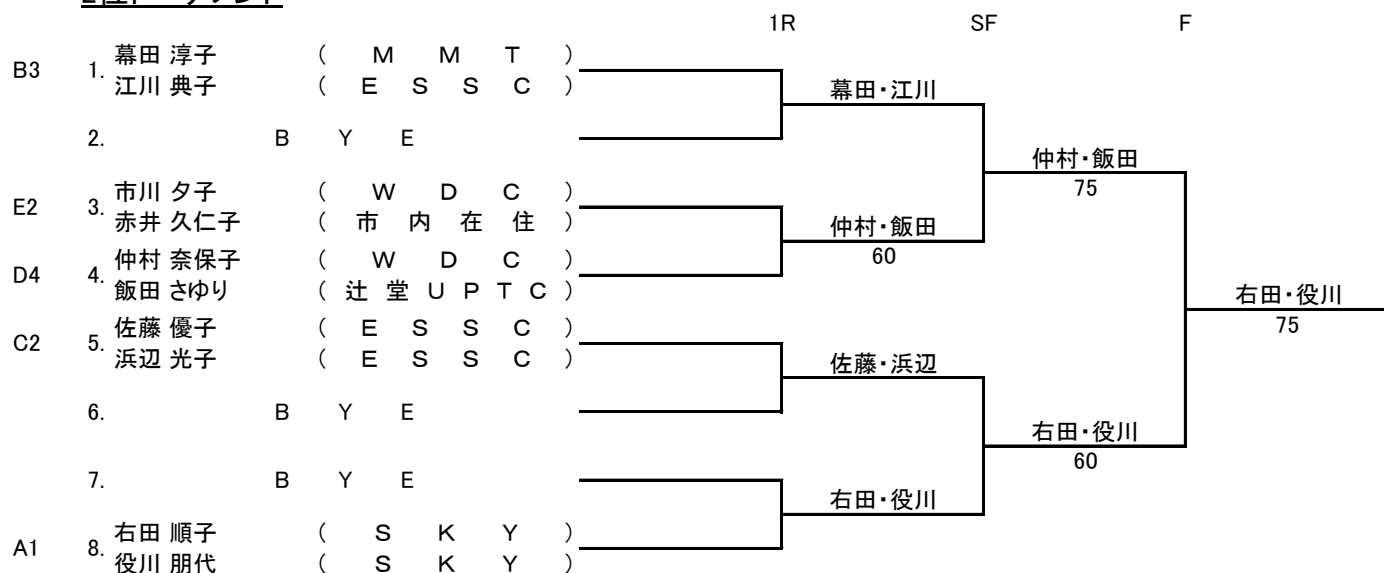 1R SF F
B3 1. 幕田 淳子 ( M M T )
江川 典子 ( E S S C )
幕田・江川
2. B Y E
仲村・飯田
75
E2 3. 市川 夕子 ( W D C )
赤井 久仁子 ( 市 内 在 住 )
仲村・飯田
60
D4 4. 仲村 奈保子 ( W D C )
飯田 さゆり ( 辻 堂 U P T C )
右田・役川
75
C2 5. 佐藤 優子 ( E S S C )
浜辺 光子 ( E S S C )
佐藤・浜辺
6. B Y E
右田・役川
60
7. B Y E
右田・役川
A1 8. 右田 順子 ( S K Y )
役川 朋代 ( S K Y )